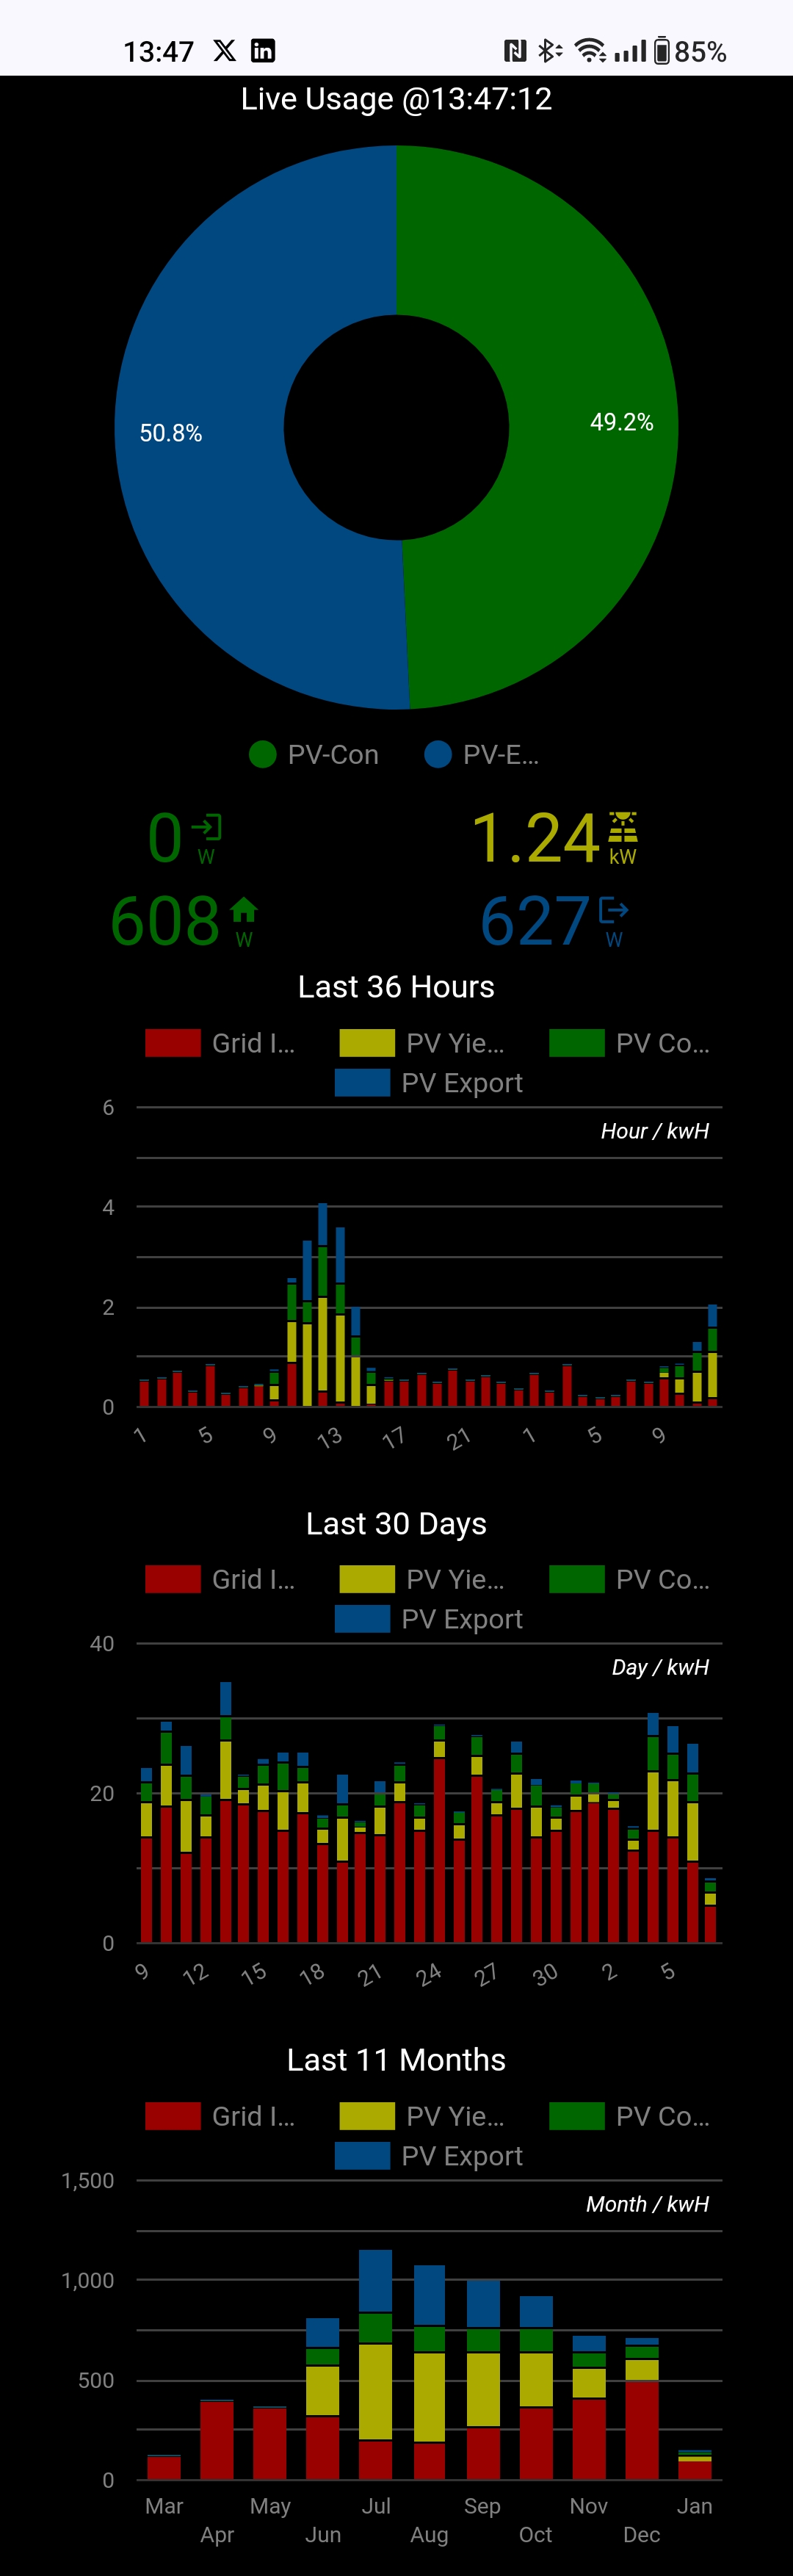 13:47 85%
Live Usage @13:47:12
50.8% 49.2%
PV-Con PV-E...
0 W 1.24 kW
608 W 627 W
Last 36 Hours
Grid I... PV Yie... PV Co...
PV Export
6
Hour / kwH
4
2
0
1 5 9 13 17 21 1 5 9
Last 30 Days
Grid I... PV Yie... PV Co...
PV Export
40
Day / kwH
20
0
9 12 15 18 21 24 27 30 2 5
Last 11 Months
Grid I... PV Yie... PV Co...
PV Export
1,500
Month / kwH
1,000
500
0
Mar May Jul Sep Nov Jan
Apr Jun Aug Oct Dec